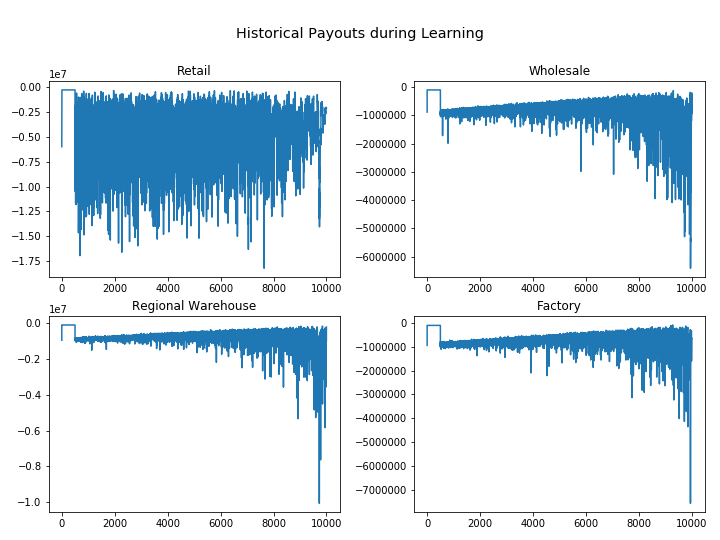 Historical Payouts during Learning
Retail
1e7
0.00
−0.25
−0.50
−0.75
−1.00
−1.25
−1.50
−1.75
0 2000 4000 6000 8000 10000
Wholesale
0
−1000000
−2000000
−3000000
−4000000
−5000000
−6000000
0 2000 4000 6000 8000 10000
Regional Warehouse
1e7
0.0
−0.2
−0.4
−0.6
−0.8
−1.0
0 2000 4000 6000 8000 10000
Factory
0
−1000000
−2000000
−3000000
−4000000
−5000000
−6000000
−7000000
0 2000 4000 6000 8000 10000